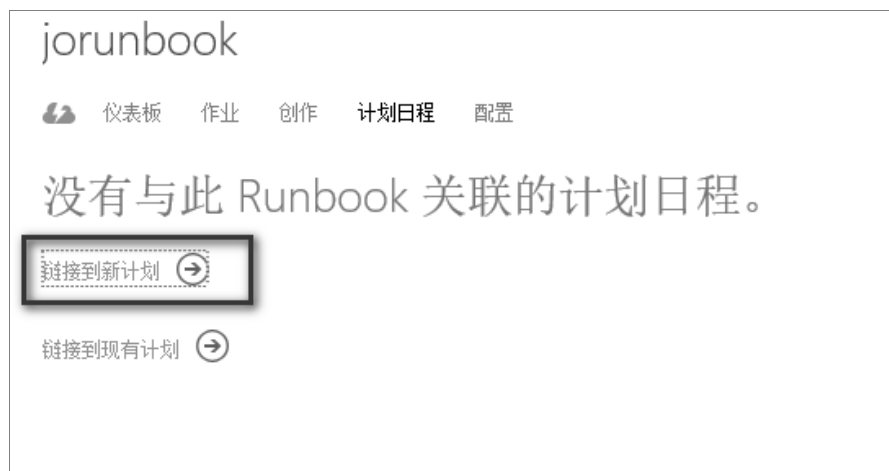 jorunbook
仪表板 作业 创作 计划日程 配置
没有与此 Runbook 关联的计划日程。
链接到新计划
链接到现有计划